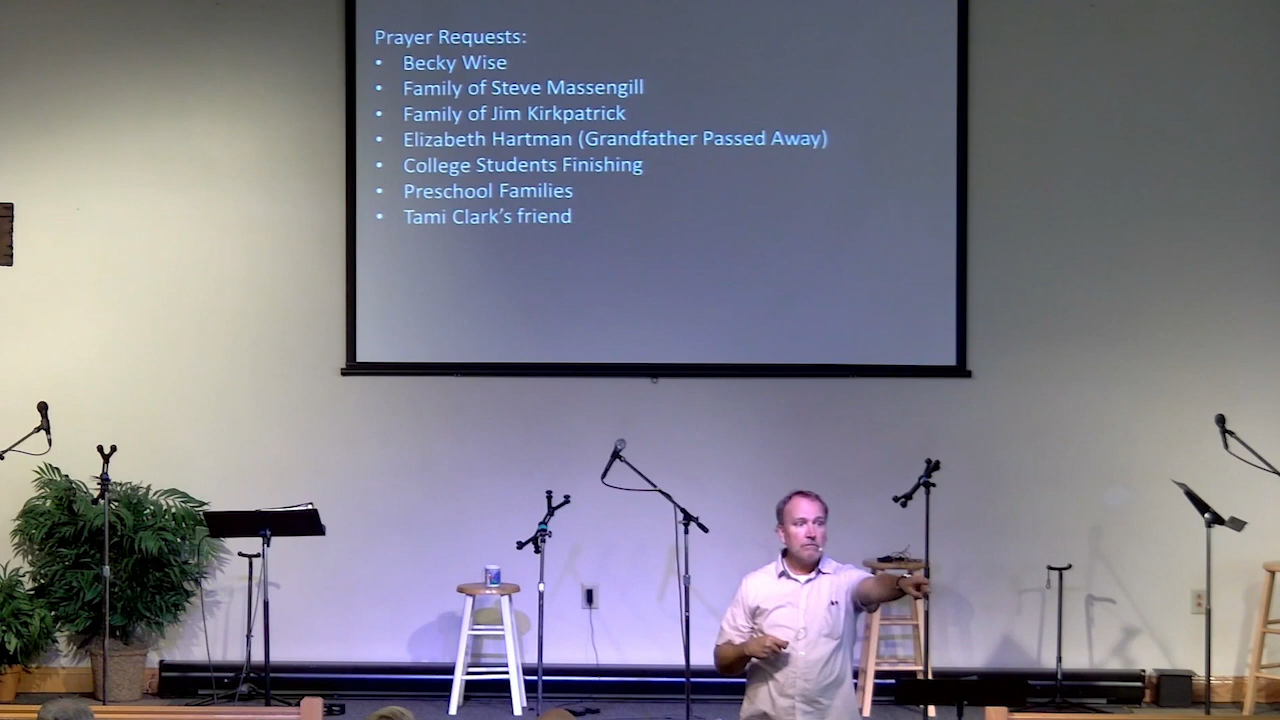 Prayer Requests:
• Becky Wise
• Family of Steve Massengill
• Family of Jim Kirkpatrick
• Elizabeth Hartman (Grandfather Passed Away)
• College Students Finishing
• Preschool Families
• Tami Clark’s friend